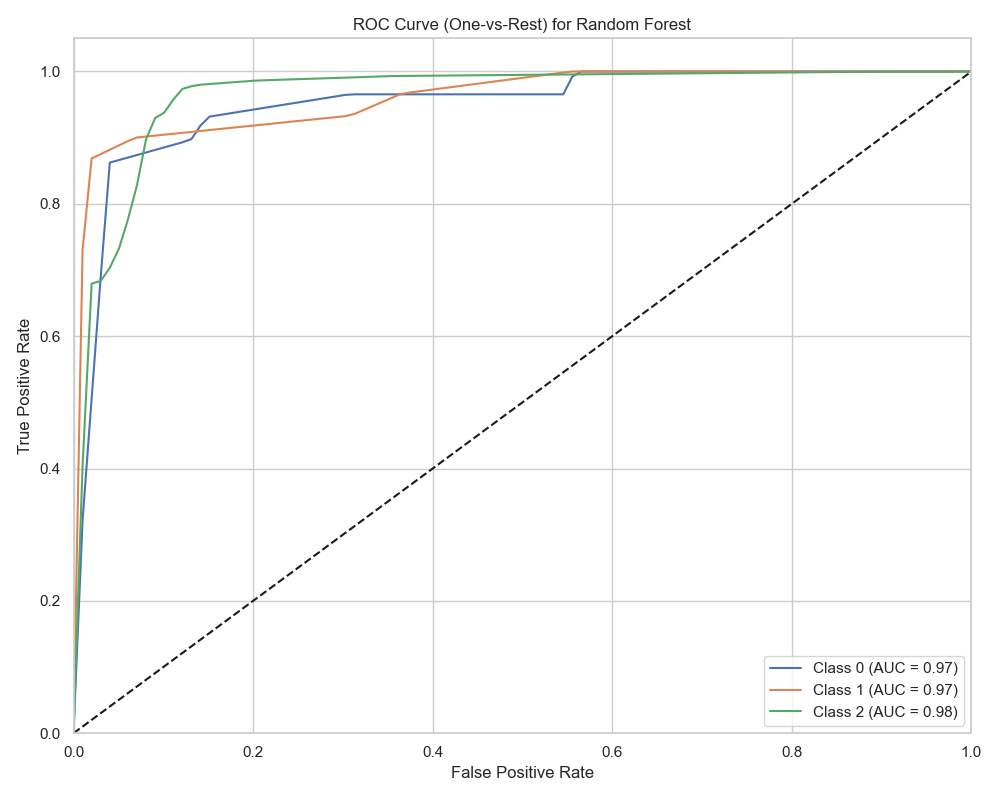 ROC Curve (One-vs-Rest) for Random Forest
True Positive Rate
1.0
0.8
0.6
0.4
0.2
0.0
0.0 0.2 0.4 0.6 0.8 1.0
False Positive Rate
Class 0 (AUC = 0.97)
Class 1 (AUC = 0.97)
Class 2 (AUC = 0.98)